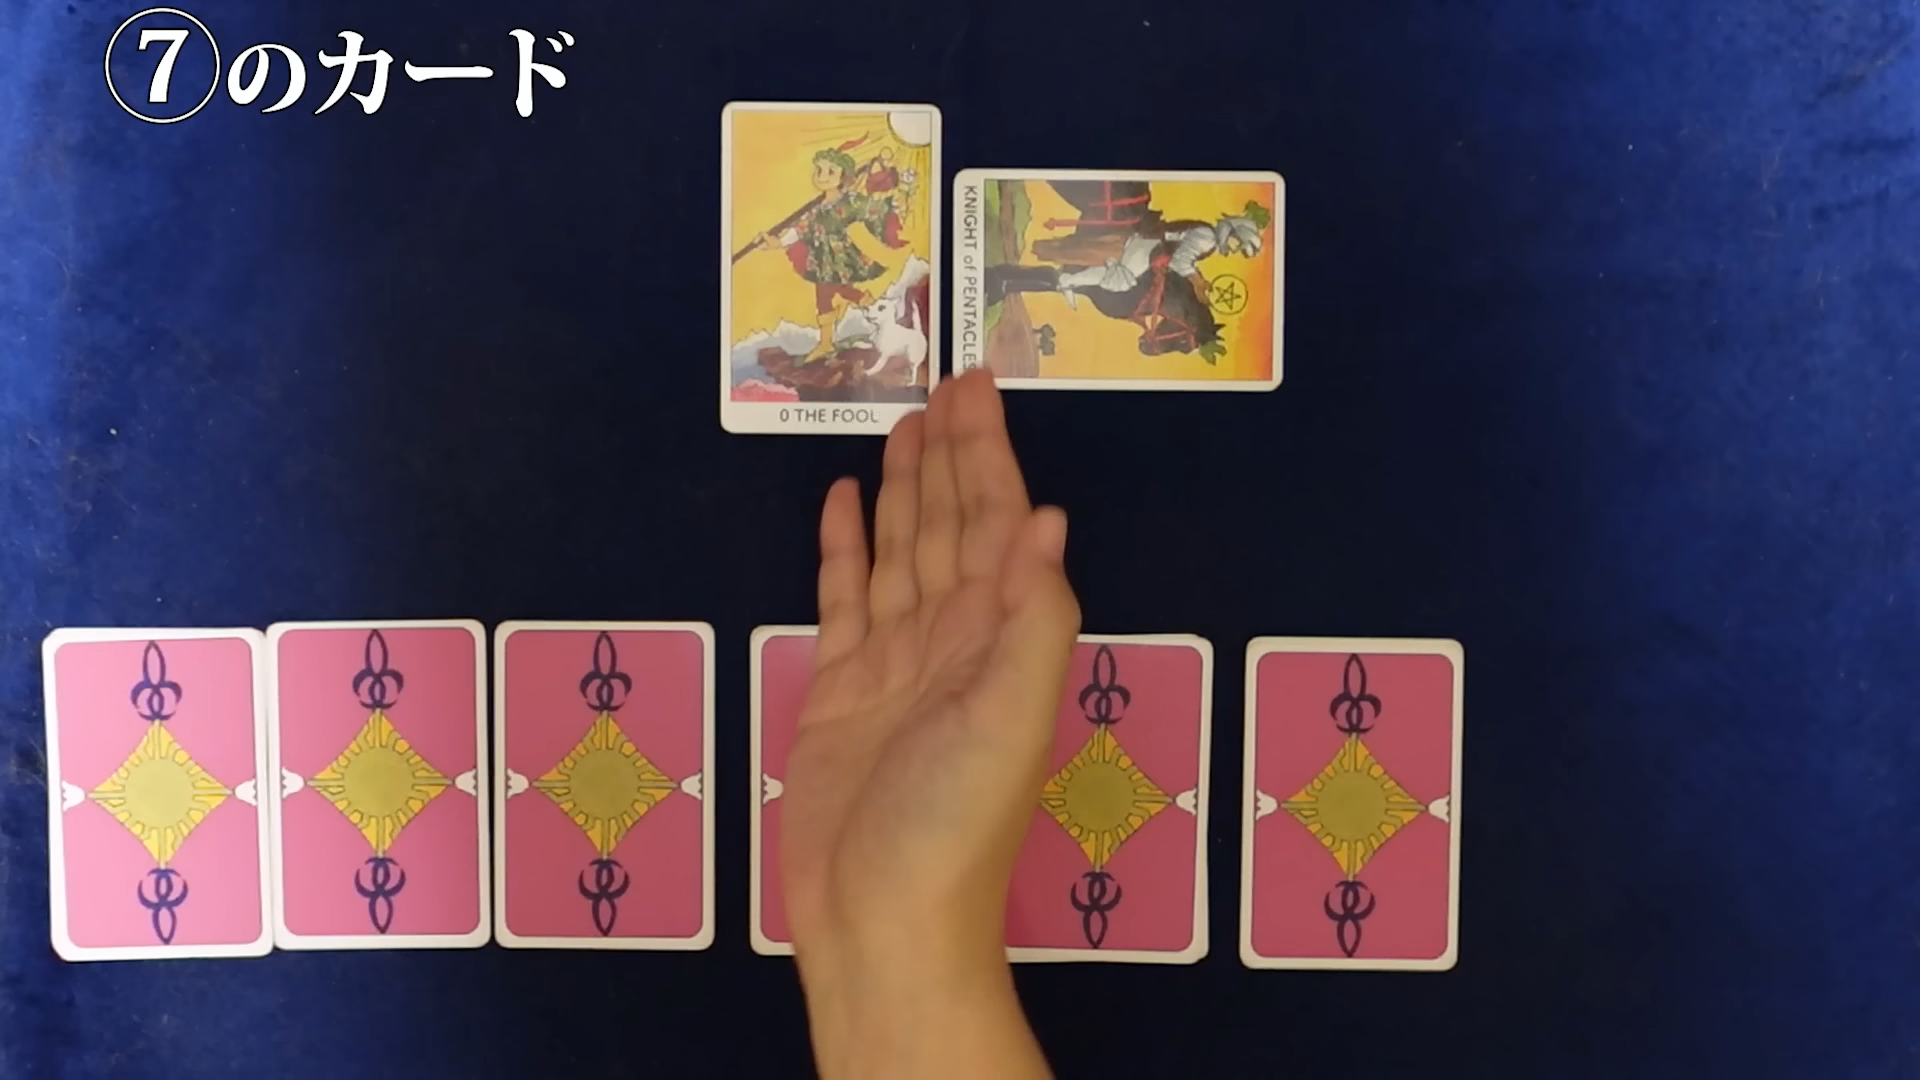 ⑦のカード
0 THE FOOL
KNIGHT of PENTACLES